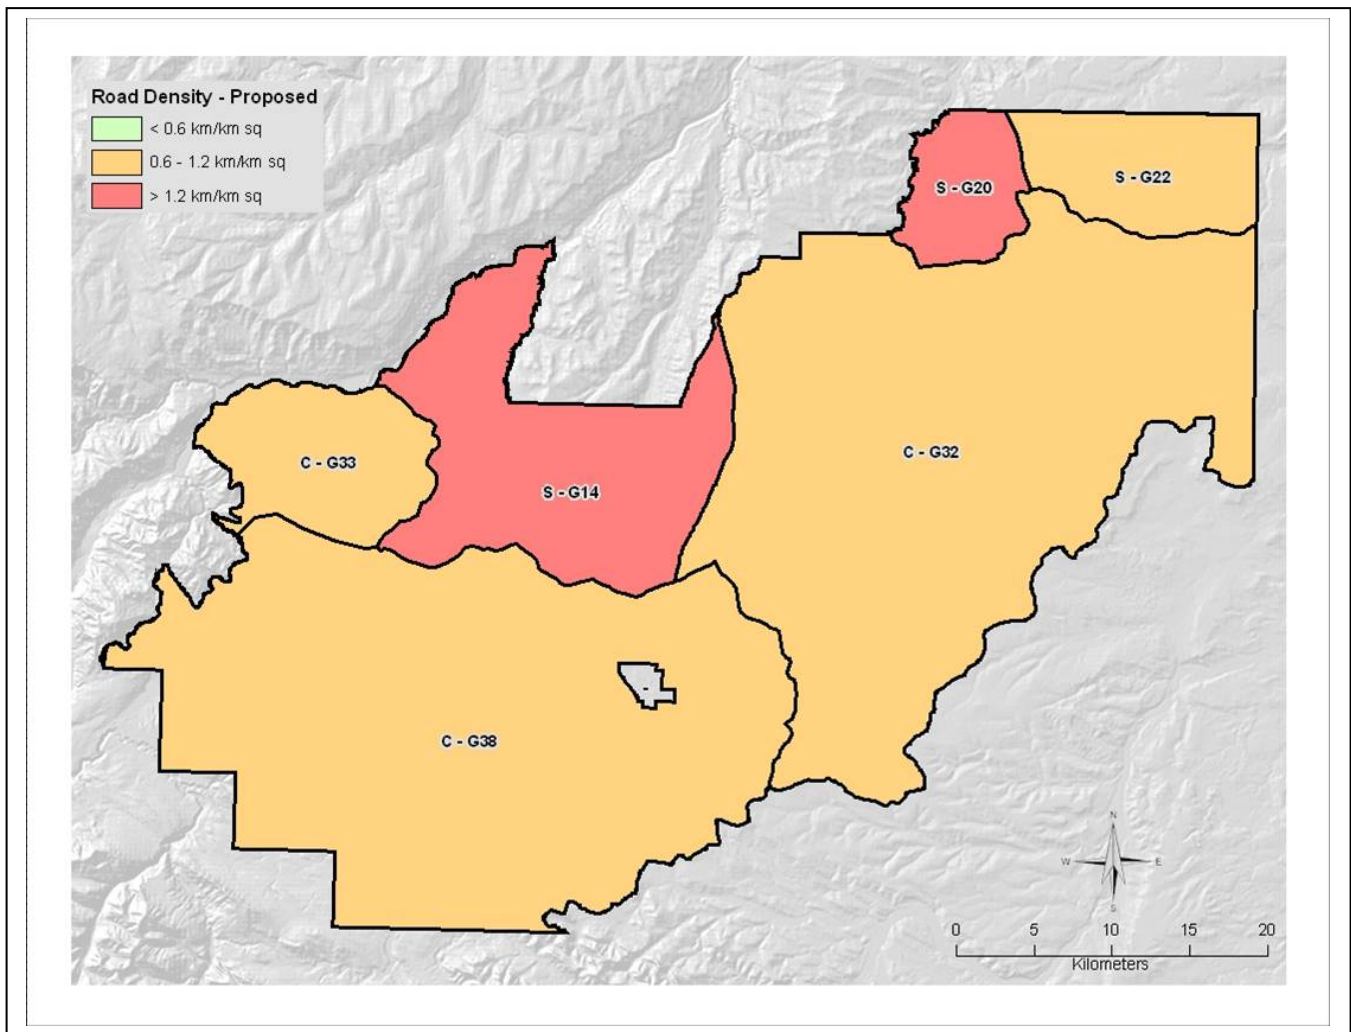 Road Density - Proposed
< 0.6 km/km sq
0.6 - 1.2 km/km sq
> 1.2 km/km sq
S - G20
S - G22
C - G33
S - G14
C - G32
C - G38
N
W
E
S
0 5 10 15 20
Kilometers